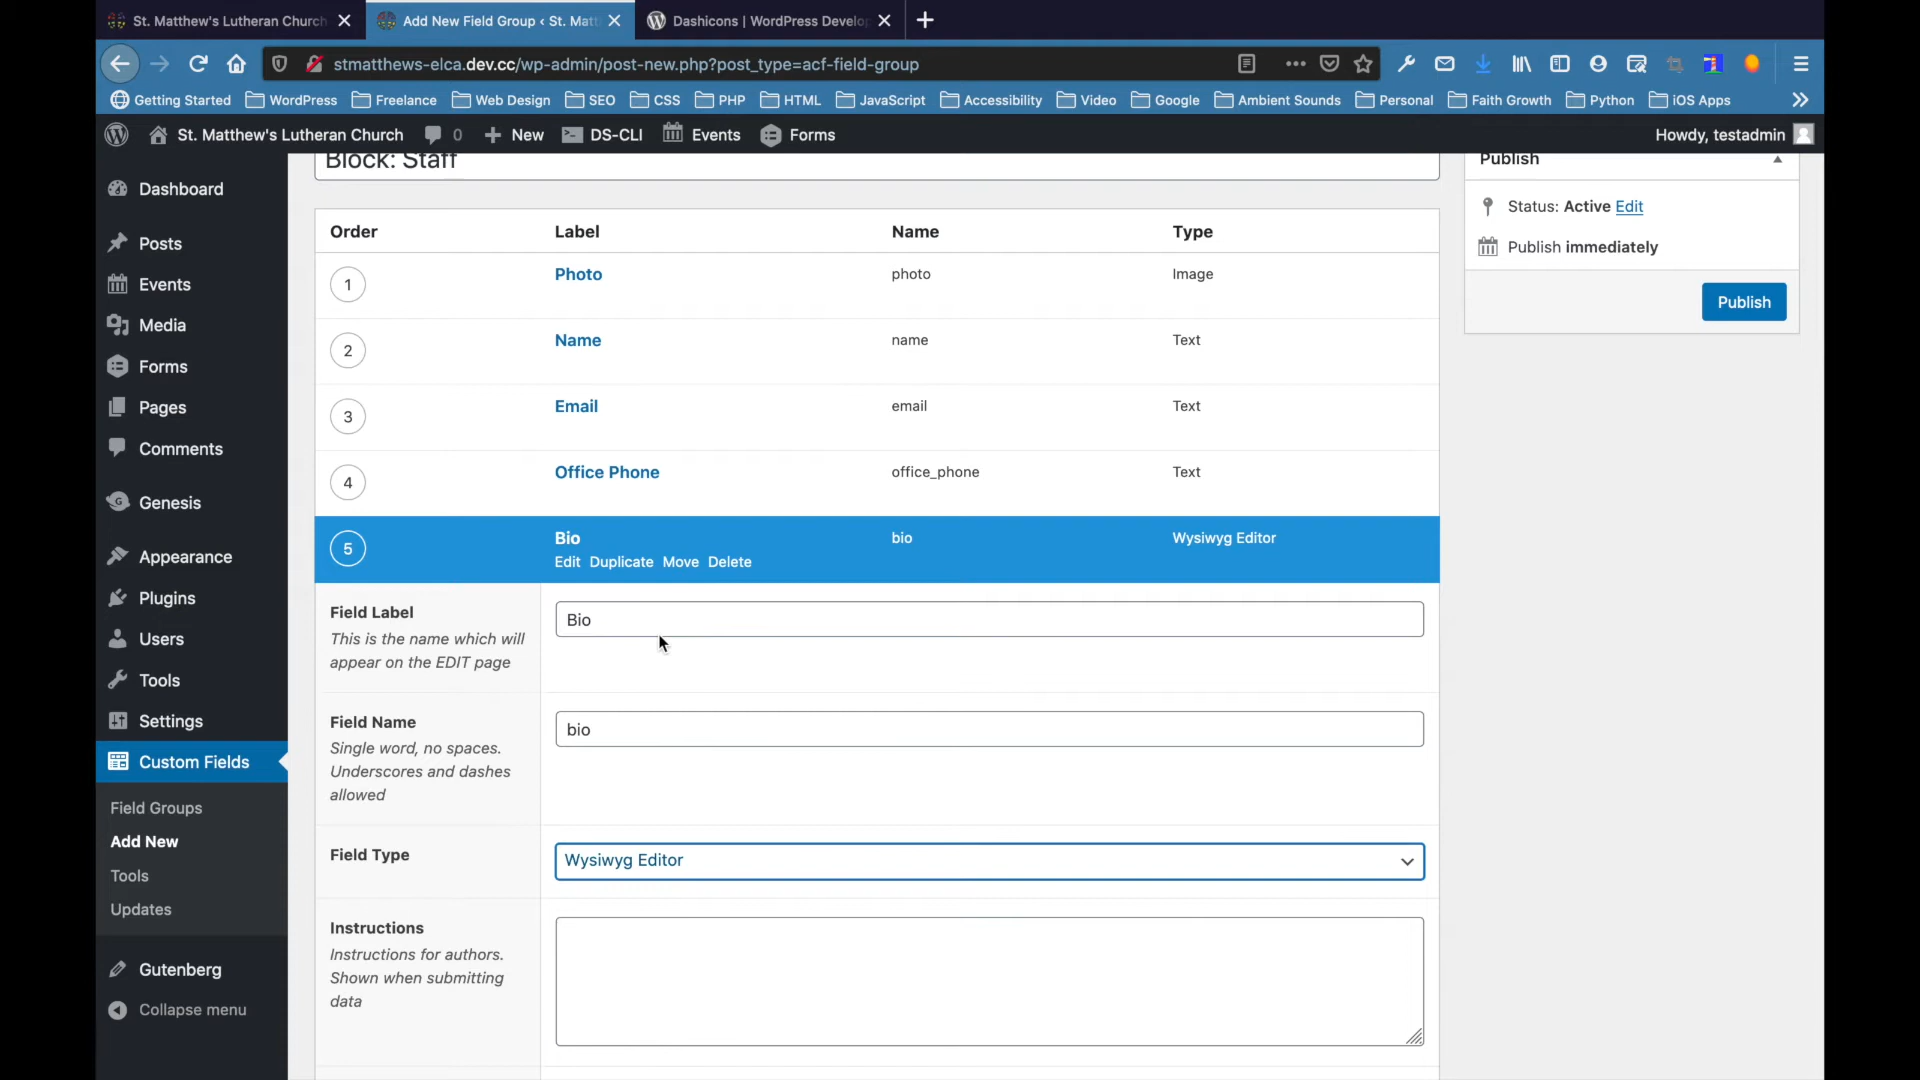 St. Matthew's Lutheran Church
Add New Field Group ‹ St. Matt
Dashicons | WordPress Develo
stmatthews-elca.dev.cc/wp-admin/post-new.php?post_type=acf-field-group
Getting Started WordPress Freelance Web Design SEO CSS PHP HTML JavaScript Accessibility Video Google Ambient Sounds Personal Faith Growth Python iOS Apps
St. Matthew's Lutheran Church 0 New DS-CLI Events Forms Howdy, testadmin
Dashboard
Posts
Events
Media
Forms
Pages
Comments
Genesis
Appearance
Plugins
Users
Tools
Settings
Custom Fields
Field Groups
Add New
Tools
Updates
Gutenberg
Collapse menu
Block: Staff
Order Label Name Type
1 Photo photo Image
2 Name name Text
3 Email email Text
4 Office Phone office_phone Text
5 Bio bio Wysiwyg Editor
Edit Duplicate Move Delete
Field Label
This is the name which will
appear on the EDIT page
Bio
Field Name
Single word, no spaces.
Underscores and dashes
allowed
bio
Field Type
Wysiwyg Editor
Instructions
Instructions for authors.
Shown when submitting
data
Publish
Status: Active Edit
Publish immediately
Publish